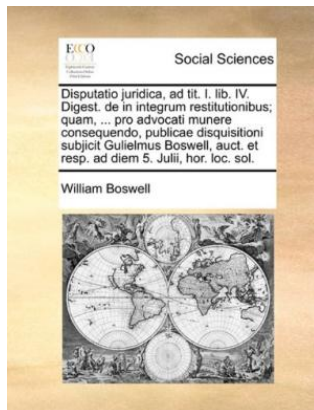 ECCO
Social Sciences
Disputatio juridica, ad tit. I. lib. IV.
Digest. de in integrum restitutionibus;
quam, ... pro advocati munere
consequendo, publicae disquisitioni
subjicit Gulielmus Boswell, auct. et
resp. ad diem 5. Julii, hor. loc. sol.
William Boswell